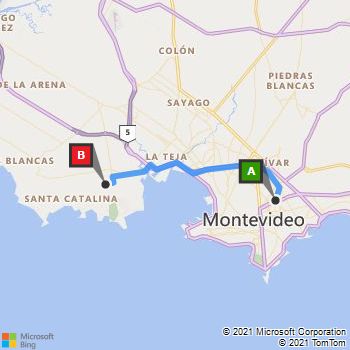 GO
COLÓN
DE LA ARENA
PIEDRAS
BLANCAS
SAYAGO
5
BLANCAS
B
LA TEJA
A
ÍVAR
SANTA CATALINA
Montevideo
Microsoft
Bing
© 2021 Microsoft Corporation
© 2021 TomTom